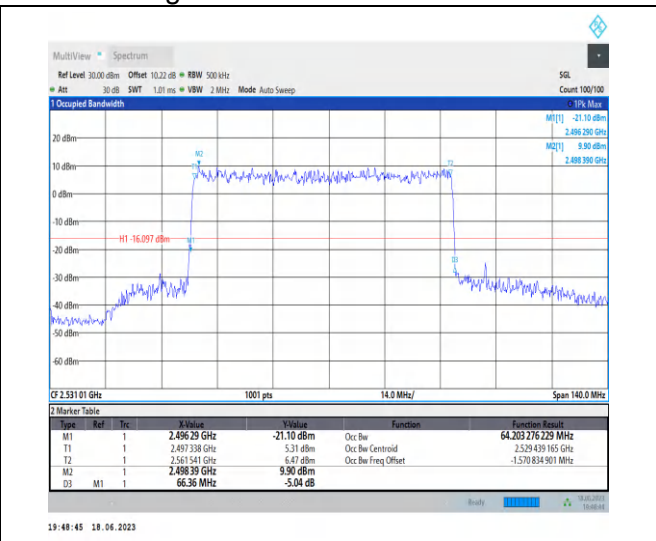 MultiView Spectrum
Ref Level 30.00 dBm Offset 10.22 dB RBW 500 kHz SGL
Att 30 dB SWT 1.01 ms VBW 2 MHz Mode Auto Sweep Count 100/100
1 Occupied Bandwidth 1Pk Max
M1[1] -21.10 dBm
2.496 290 GHz
M2[1] 9.90 dBm
2.498 390 GHz
20 dBm
M2
T2
10 dBm
0 dBm
-10 dBm
H1 -16.097 dBm M1
-20 dBm
D3
-30 dBm
-40 dBm
-50 dBm
-60 dBm
CF 2.531 01 GHz 1001 pts 14.0 MHz/ Span 140.0 MHz
2 Marker Table
Type Ref Trc X-Value Y-Value Function Function Result
M1 1 2.496 29 GHz -21.10 dBm Occ Bw 64.203 276 229 MHz
T1 1 2.497 338 GHz 5.31 dBm Occ Bw Centroid 2.529 439 165 GHz
T2 1 2.561 541 GHz 6.47 dBm Occ Bw Freq Offset -1.570 834 901 MHz
M2 1 2.498 39 GHz 9.90 dBm
D3 M1 1 66.36 MHz -5.04 dB
Ready 18.06.2023
19:48:44
19:48:45 18.06.2023